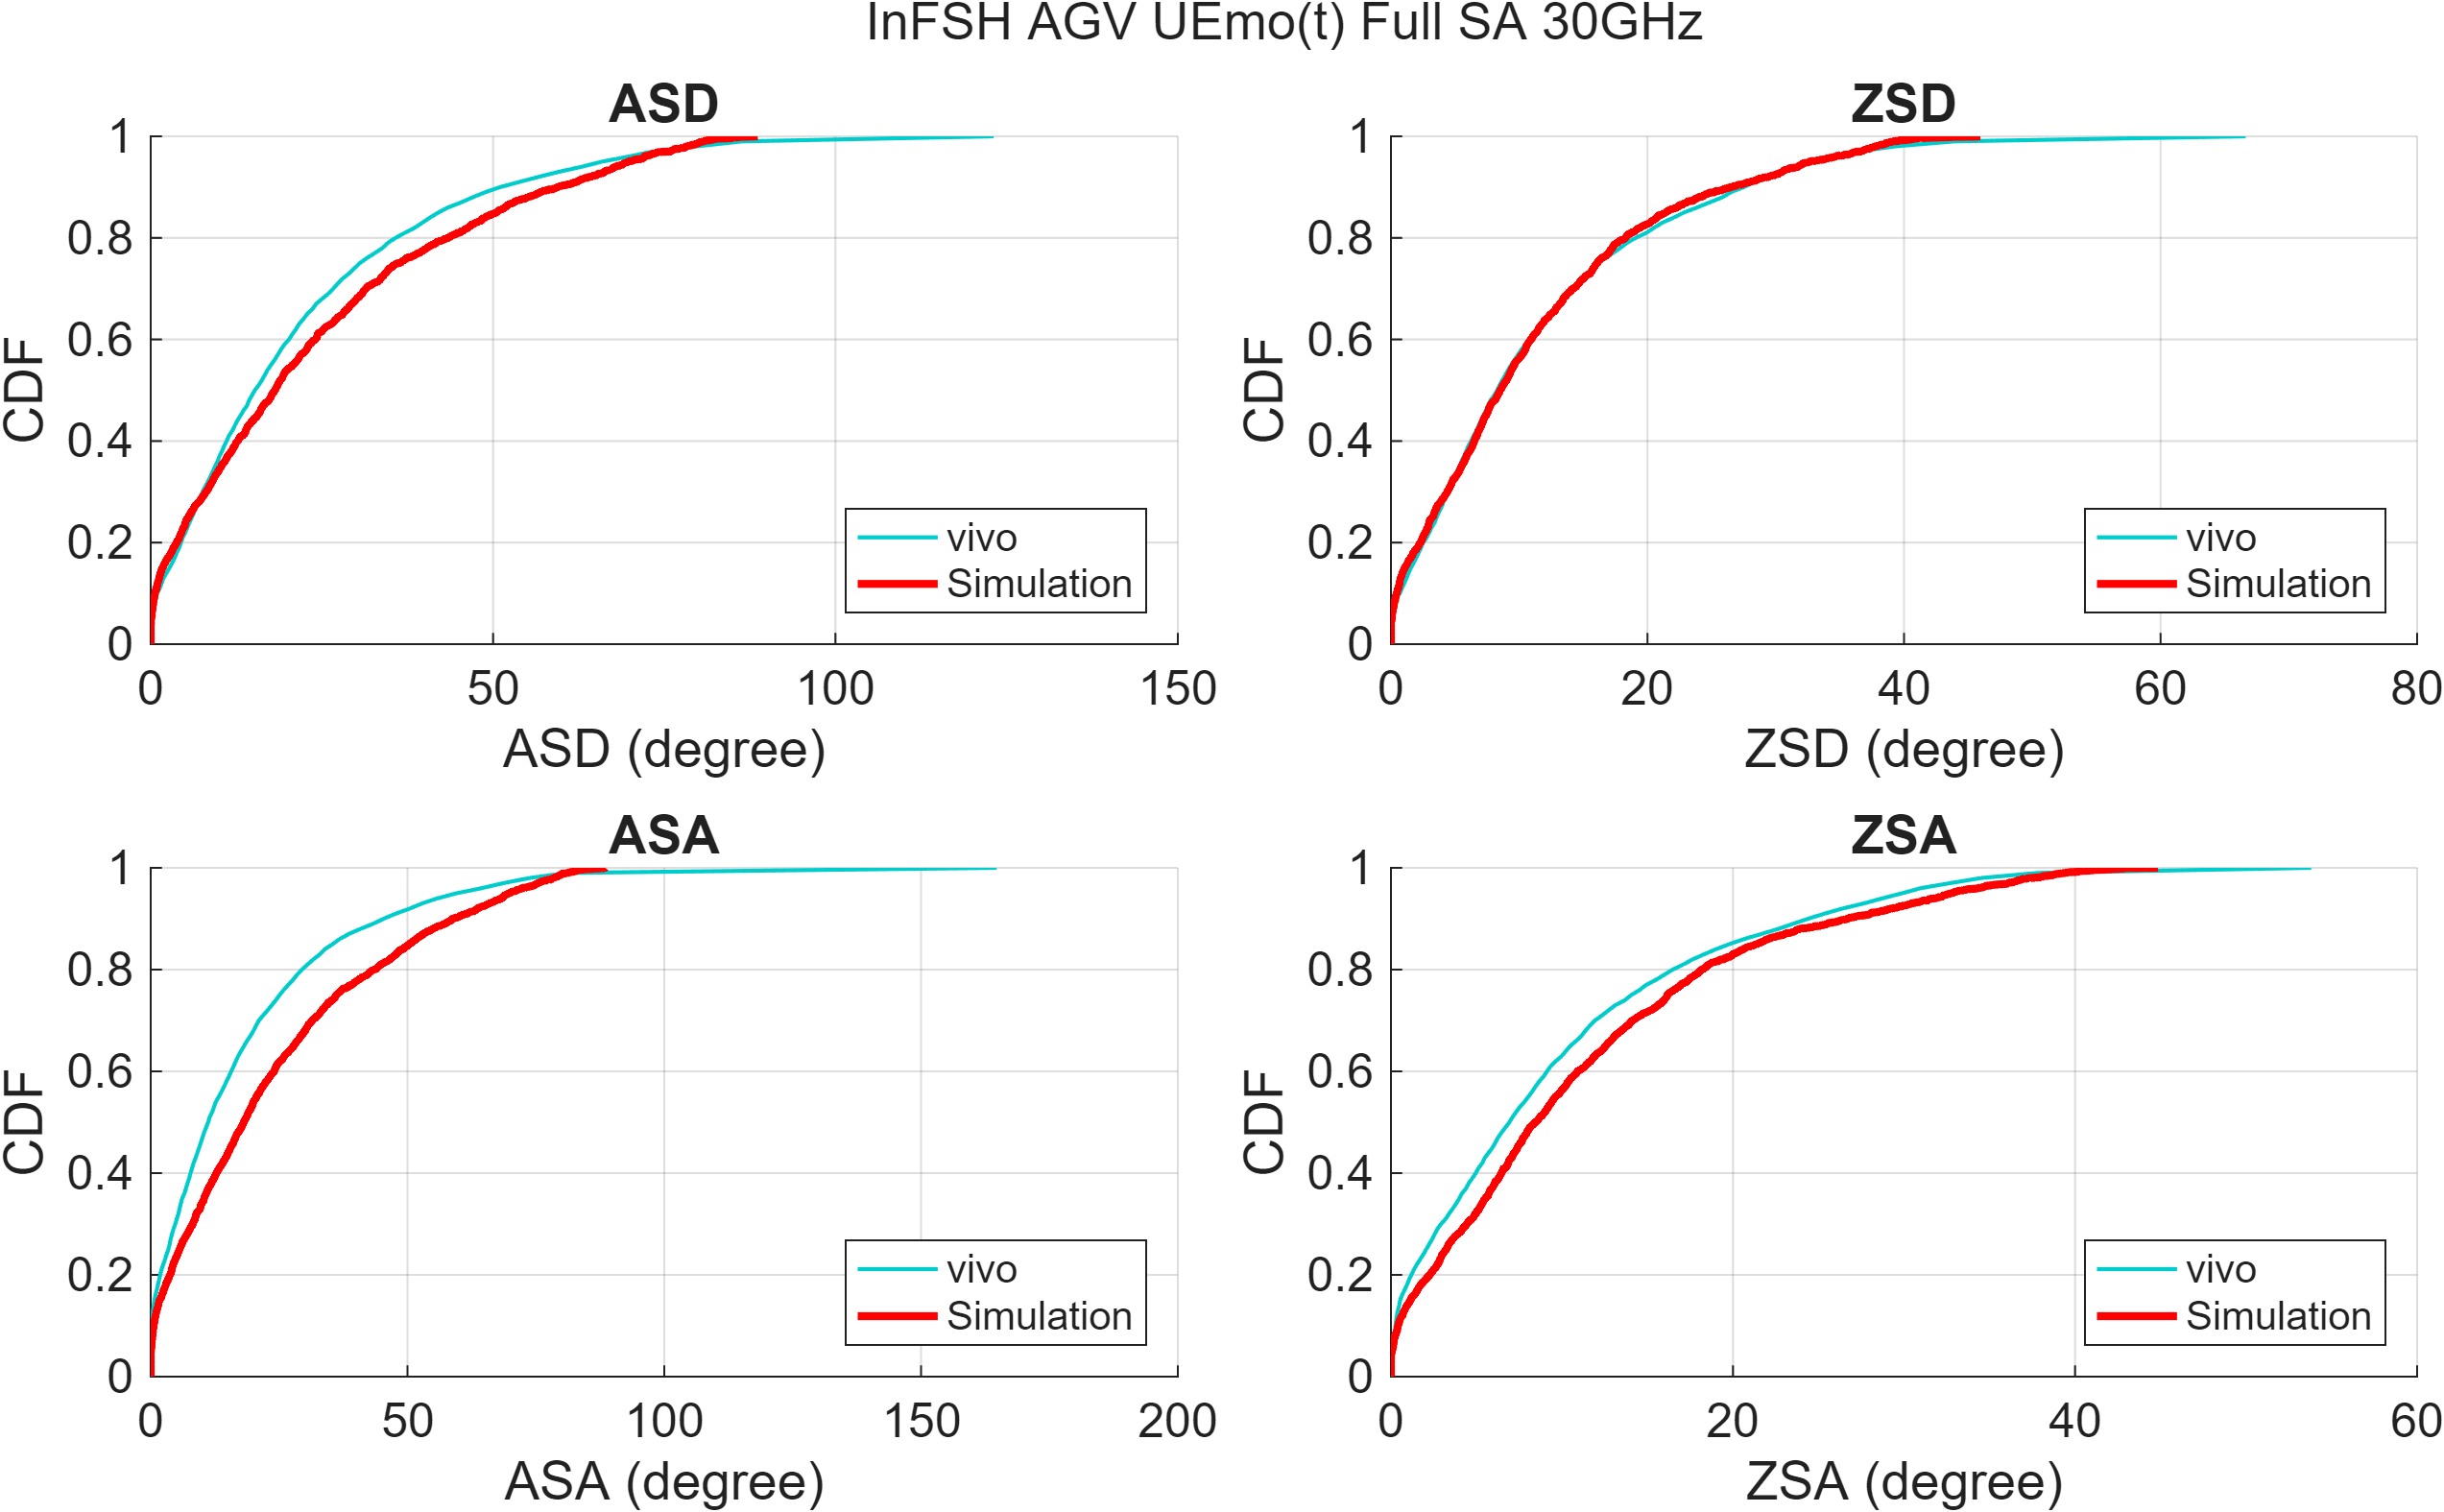 InFSH AGV UEmo(t) Full SA 30GHz
ASD
CDF
1
0.8
0.6
0.4
0.2
0
0 50 100 150
ASD (degree)
vivo
Simulation
ZSD
CDF
1
0.8
0.6
0.4
0.2
0
0 20 40 60 80
ZSD (degree)
vivo
Simulation
ASA
CDF
1
0.8
0.6
0.4
0.2
0
0 50 100 150 200
ASA (degree)
vivo
Simulation
ZSA
CDF
1
0.8
0.6
0.4
0.2
0
0 20 40 60
ZSA (degree)
vivo
Simulation